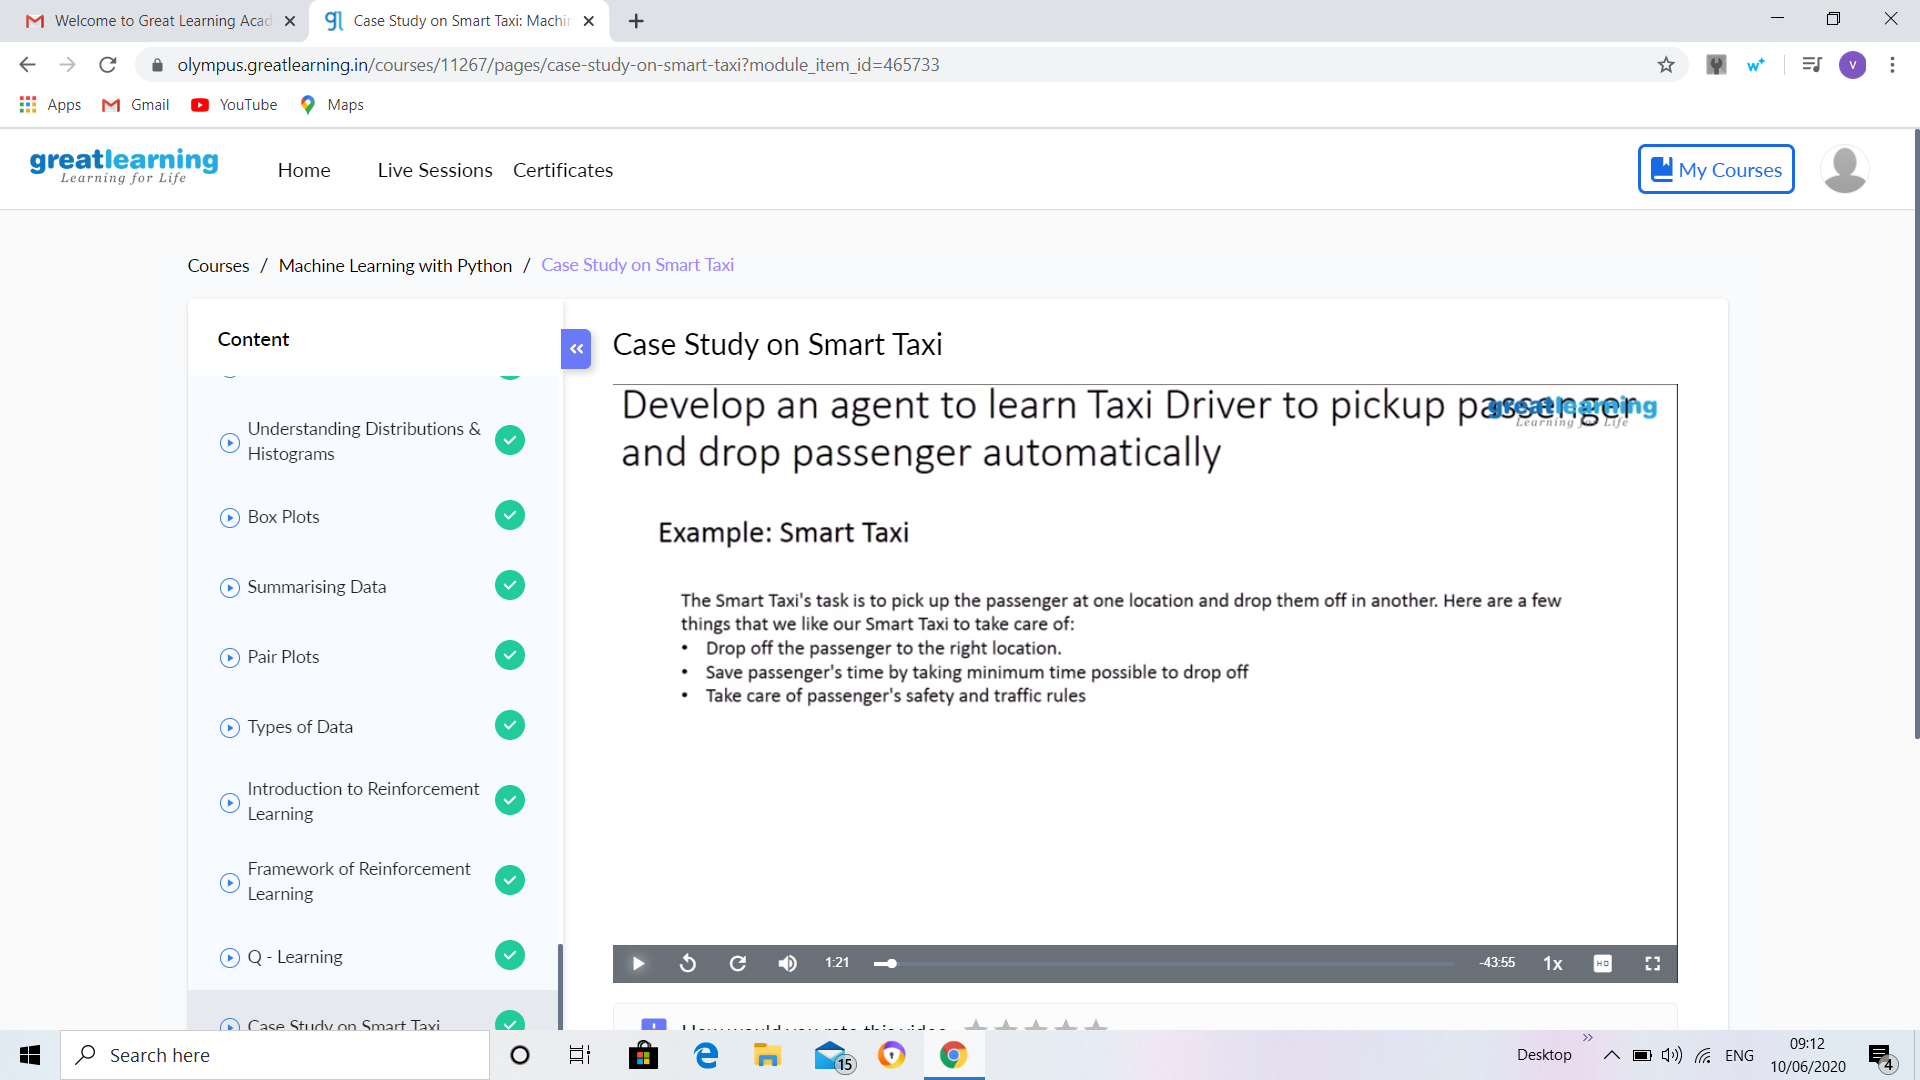 Welcome to Great Learning Acad
Case Study on Smart Taxi: Machin
olympus.greatlearning.in/courses/11267/pages/case-study-on-smart-taxi?module_item_id=465733
w+
V
Apps Gmail YouTube Maps
greatlearning
Learning for Life
Home Live Sessions Certificates
My Courses
Courses / Machine Learning with Python / Case Study on Smart Taxi
Content
Understanding Distributions &
Histograms
Box Plots
Summarising Data
Pair Plots
Types of Data
Introduction to Reinforcement
Learning
Framework of Reinforcement
Learning
Q - Learning
Case Study on Smart Taxi
Case Study on Smart Taxi
Develop an agent to learn Taxi Driver to pickup passenger
and drop passenger automatically
greatlearning
Learning for Life
Example: Smart Taxi
The Smart Taxi's task is to pick up the passenger at one location and drop them off in another. Here are a few
things that we like our Smart Taxi to take care of:
• Drop off the passenger to the right location.
• Save passenger's time by taking minimum time possible to drop off
• Take care of passenger's safety and traffic rules
1:21 -43:55 1x HD
How would you rate this video
Search here
15
Desktop
ENG
09:12
10/06/2020
4